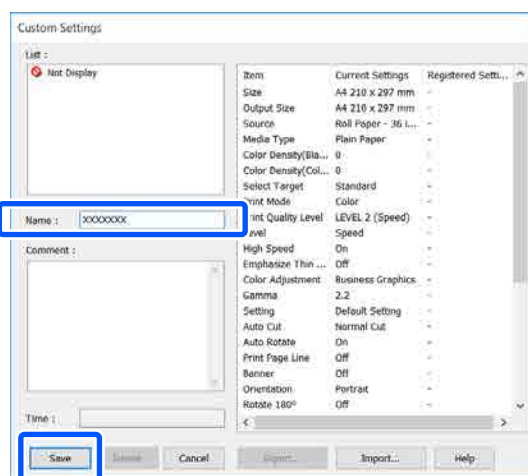 Custom Settings
List :
Not Display
Item Current Settings Registered Setti...
Size A4 210 x 297 mm -
Output Size A4 210 x 297 mm -
Source Roll Paper - 36 i... -
Media Type Plain Paper -
Color Density(Bla... 0 -
Color Density(Col... 0 -
Select Target Standard -
Print Mode Color -
Name : XXXXXXX
Print Quality Level LEVEL 2 (Speed) -
Level Speed -
Comment :
High Speed On -
Emphasize Thin ... Off -
Color Adjustment Business Graphics -
Gamma 2.2 -
Setting Default Setting -
Auto Cut Normal Cut -
Auto Rotate On -
Print Page Line Off -
Banner Off -
Orientation Portrait -
Rotate 180° Off -
Time :
Save Delete Cancel Export... Import... Help